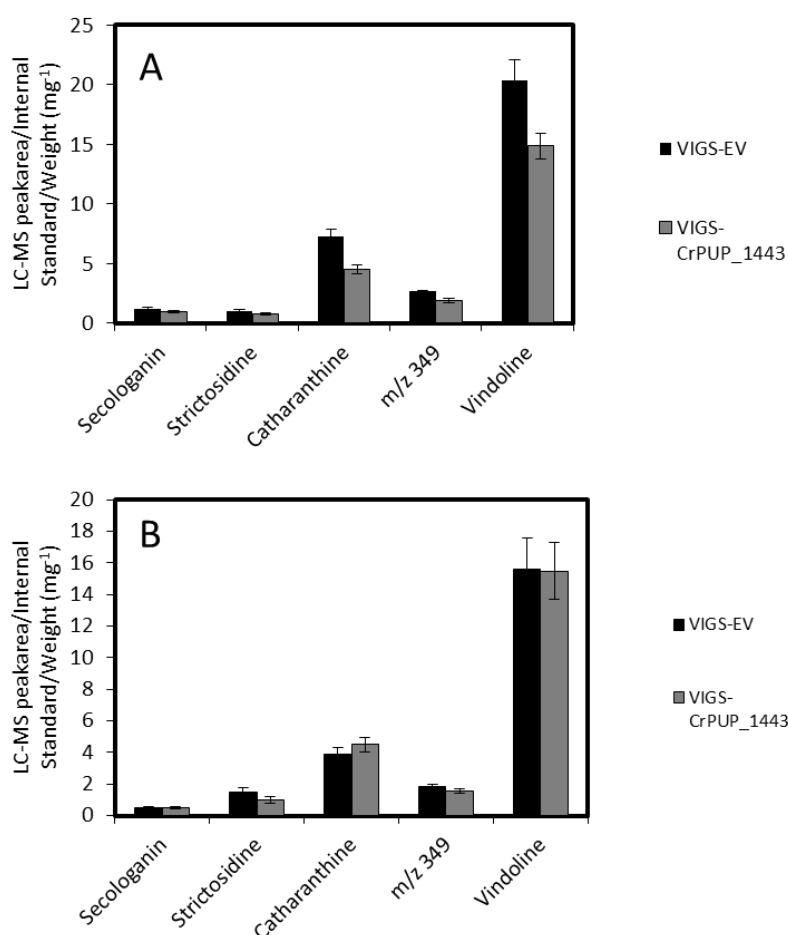 A
LC-MS peakarea/Internal
Standard/Weight (mg⁻¹)
25
20
15
10
5
0
Secologanin
Strictosidine
Catharanthine
m/z 349
Vindoline
VIGS-EV
VIGS-
CrPUP_1443
B
LC-MS peakarea/Internal
Standard/Weight (mg⁻¹)
20
18
16
14
12
10
8
6
4
2
0
Secologanin
Strictosidine
Catharanthine
m/z 349
Vindoline
VIGS-EV
VIGS-
CrPUP_1443